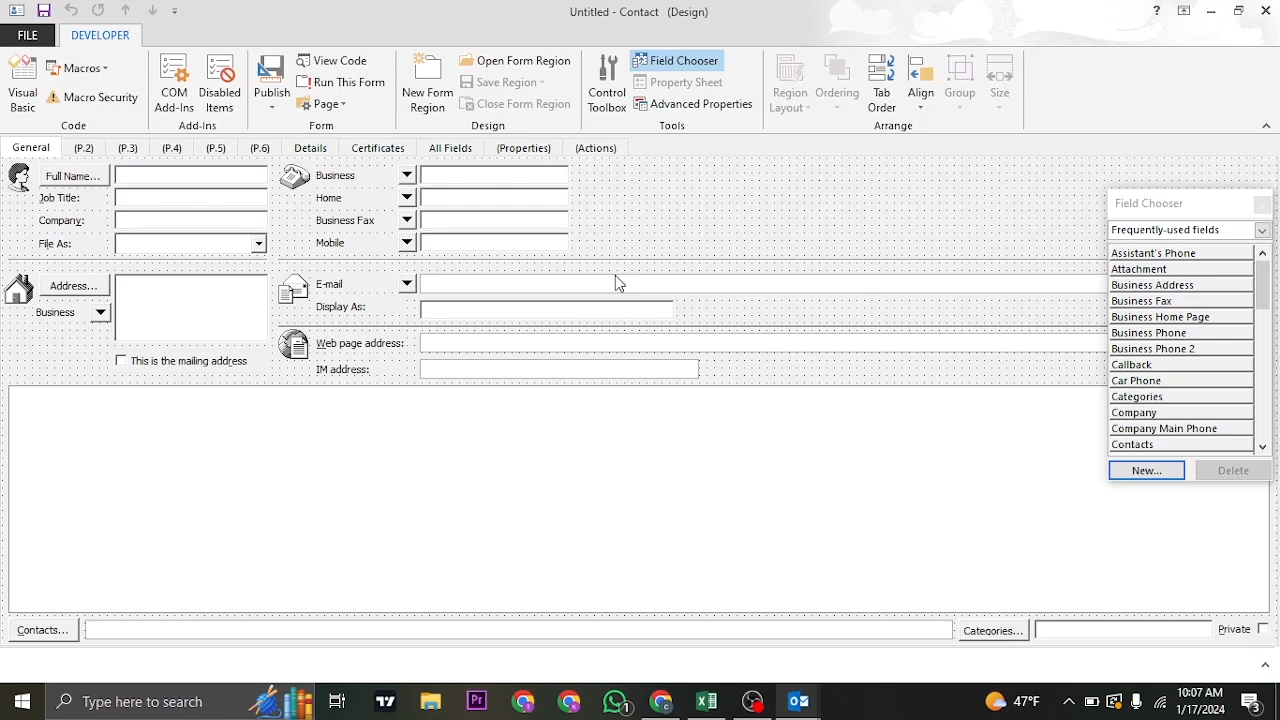 Untitled - Contact (Design)
?
FILE
DEVELOPER
Visual Basic
Macros
Macro Security
Code
COM Add-Ins
Disabled Items
Add-Ins
Publish
View Code
Run This Form
Page
Form
New Form Region
Open Form Region
Save Region
Close Form Region
Design
Control Toolbox
Field Chooser
Property Sheet
Advanced Properties
Tools
Region Layout
Ordering
Tab Order
Align
Group
Size
Arrange
General
(P.2)
(P.3)
(P.4)
(P.5)
(P.6)
Details
Certificates
All Fields
(Properties)
(Actions)
Full Name...
Job Title:
Company:
File As:
Business
Home
Business Fax
Mobile
Address...
Business
This is the mailing address
E-mail
Display As:
Web page address:
IM address:
Field Chooser
Frequently-used fields
Assistant's Phone
Attachment
Business Address
Business Fax
Business Home Page
Business Phone
Business Phone 2
Callback
Car Phone
Categories
Company
Company Main Phone
Contacts
New...
Delete
Contacts...
Categories...
Private
Type here to search
Pr
1
47°F
10:07 AM
1/17/2024
3